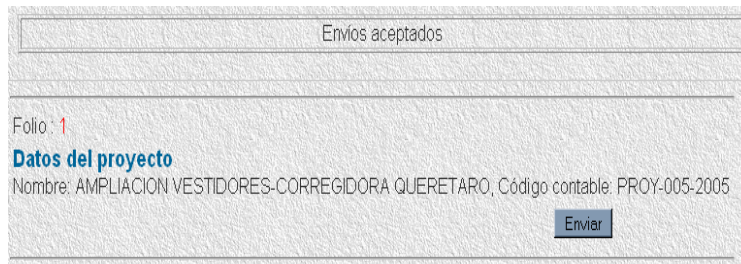 Envíos aceptados
Folio : 1
Datos del proyecto
Nombre: AMPLIACION VESTIDORES-CORREGIDORA QUERETARO, Código contable: PROY-005-2005
Enviar